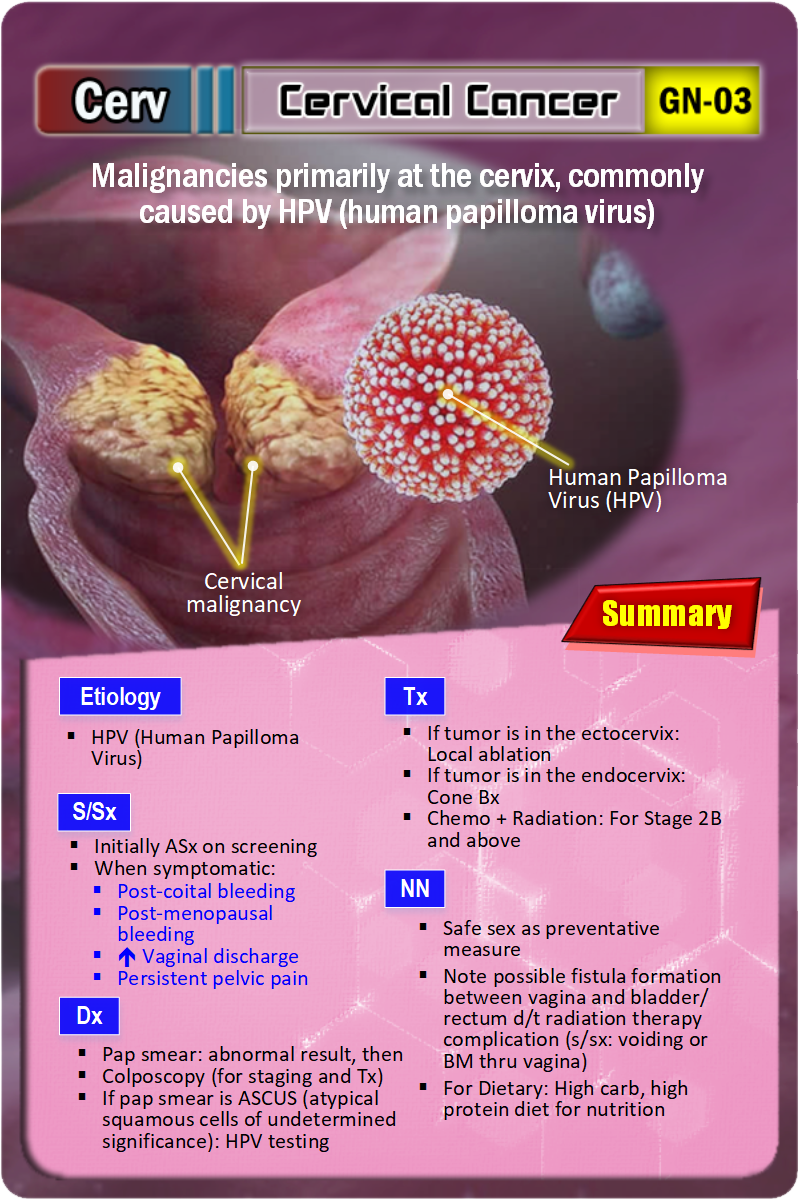 Cerv
Cervical Cancer
GN-03
Malignancies primarily at the cervix, commonly
caused by HPV (human papilloma virus)
Human Papilloma
Virus (HPV)
Cervical
malignancy
Summary
Etiology
▪ HPV (Human Papilloma
Virus)
S/Sx
▪ Initially ASx on screening
▪ When symptomatic:
▪ Post-coital bleeding
▪ Post-menopausal
bleeding
▪ 🡹 Vaginal discharge
▪ Persistent pelvic pain
Dx
▪ Pap smear: abnormal result, then
▪ Colposcopy (for staging and Tx)
▪ If pap smear is ASCUS (atypical
squamous cells of undetermined
significance): HPV testing
Tx
▪ If tumor is in the ectocervix:
Local ablation
▪ If tumor is in the endocervix:
Cone Bx
▪ Chemo + Radiation: For Stage 2B
and above
NN
▪ Safe sex as preventative
measure
▪ Note possible fistula formation
between vagina and bladder/
rectum d/t radiation therapy
complication (s/sx: voiding or
BM thru vagina)
▪ For Dietary: High carb, high
protein diet for nutrition